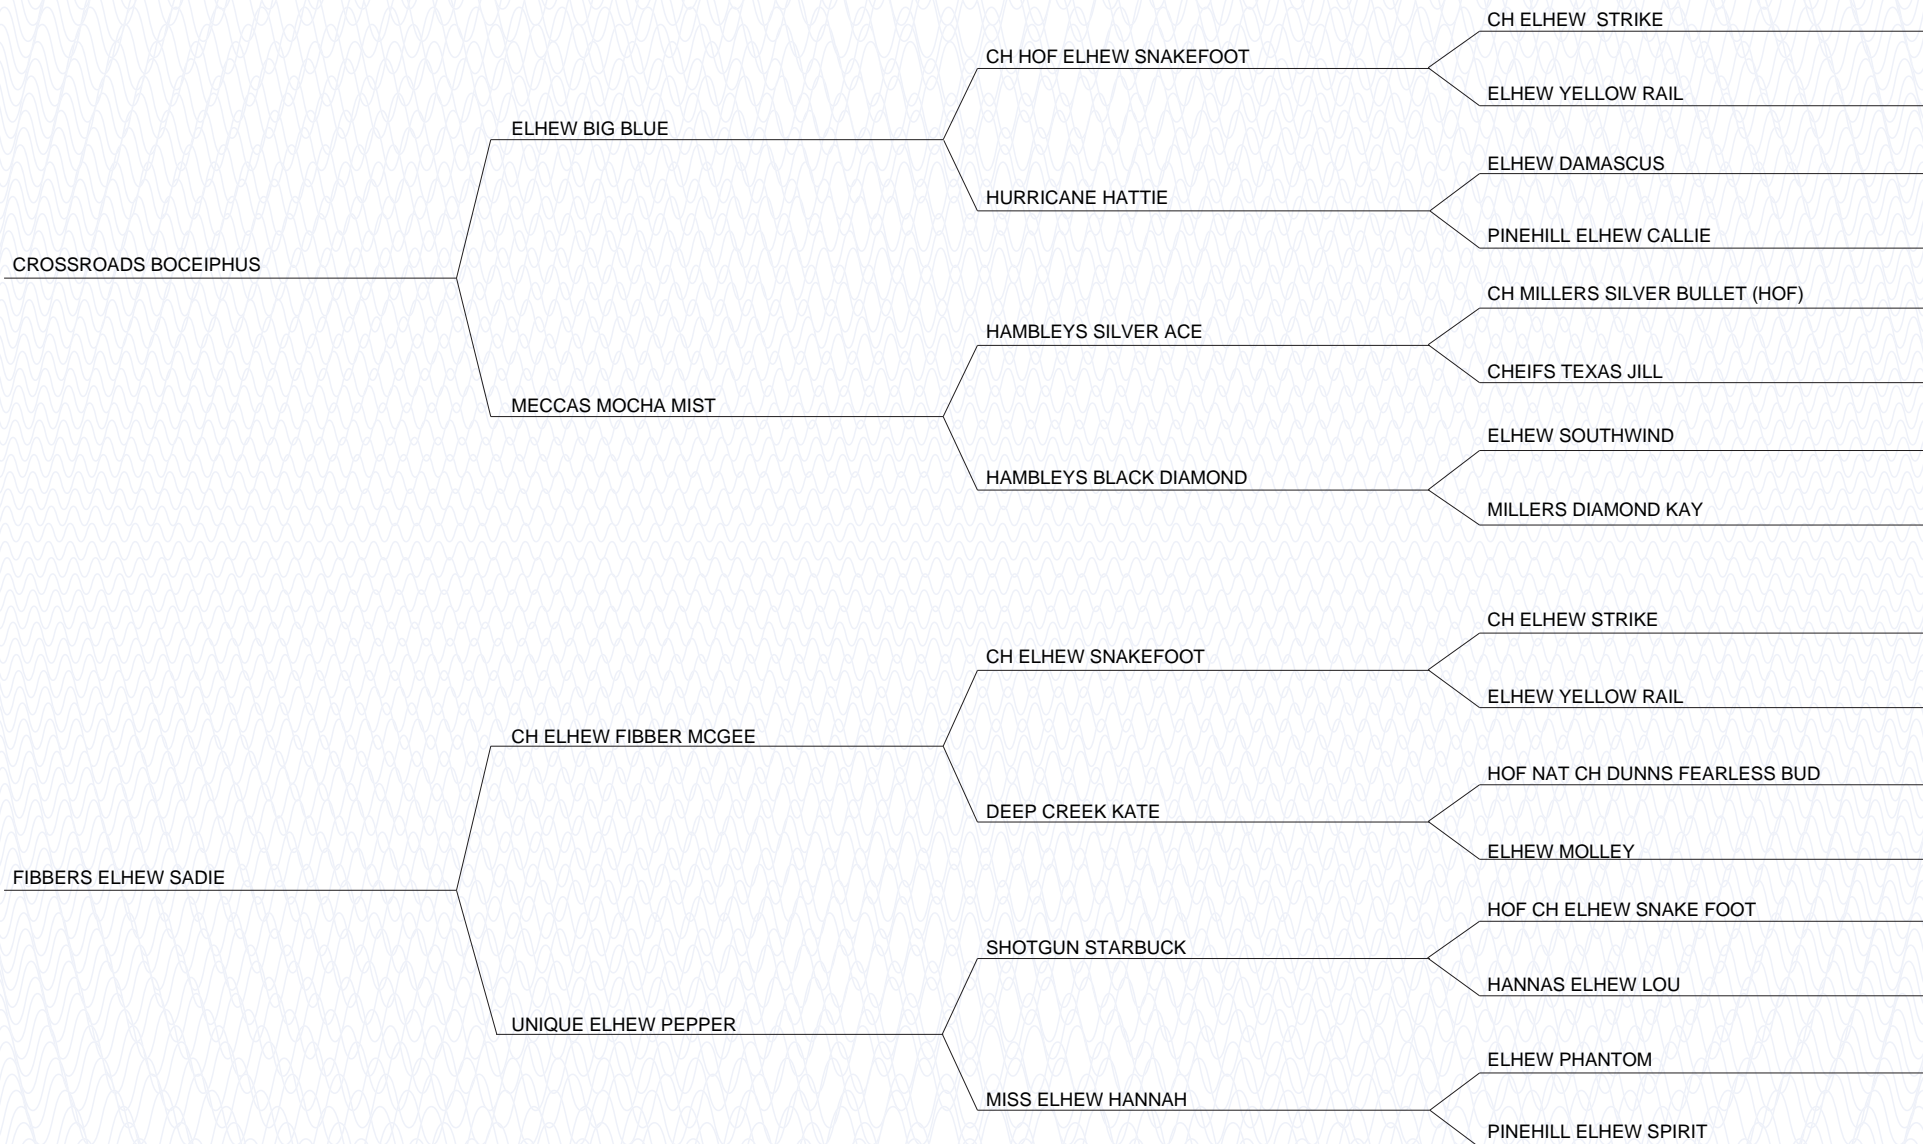 CH ELHEW  STRIKE
CH HOF ELHEW SNAKEFOOT
ELHEW YELLOW RAIL
ELHEW BIG BLUE
ELHEW DAMASCUS
HURRICANE HATTIE
PINEHILL ELHEW CALLIE
CROSSROADS BOCEIPHUS
CH MILLERS SILVER BULLET (HOF)
HAMBLEYS SILVER ACE
CHEIFS TEXAS JILL
MECCAS MOCHA MIST
ELHEW SOUTHWIND
HAMBLEYS BLACK DIAMOND
MILLERS DIAMOND KAY
CH ELHEW STRIKE
CH ELHEW SNAKEFOOT
ELHEW YELLOW RAIL
CH ELHEW FIBBER MCGEE
HOF NAT CH DUNNS FEARLESS BUD
DEEP CREEK KATE
ELHEW MOLLEY
FIBBERS ELHEW SADIE
HOF CH ELHEW SNAKE FOOT
SHOTGUN STARBUCK
HANNAS ELHEW LOU
UNIQUE ELHEW PEPPER
ELHEW PHANTOM
MISS ELHEW HANNAH
PINEHILL ELHEW SPIRIT